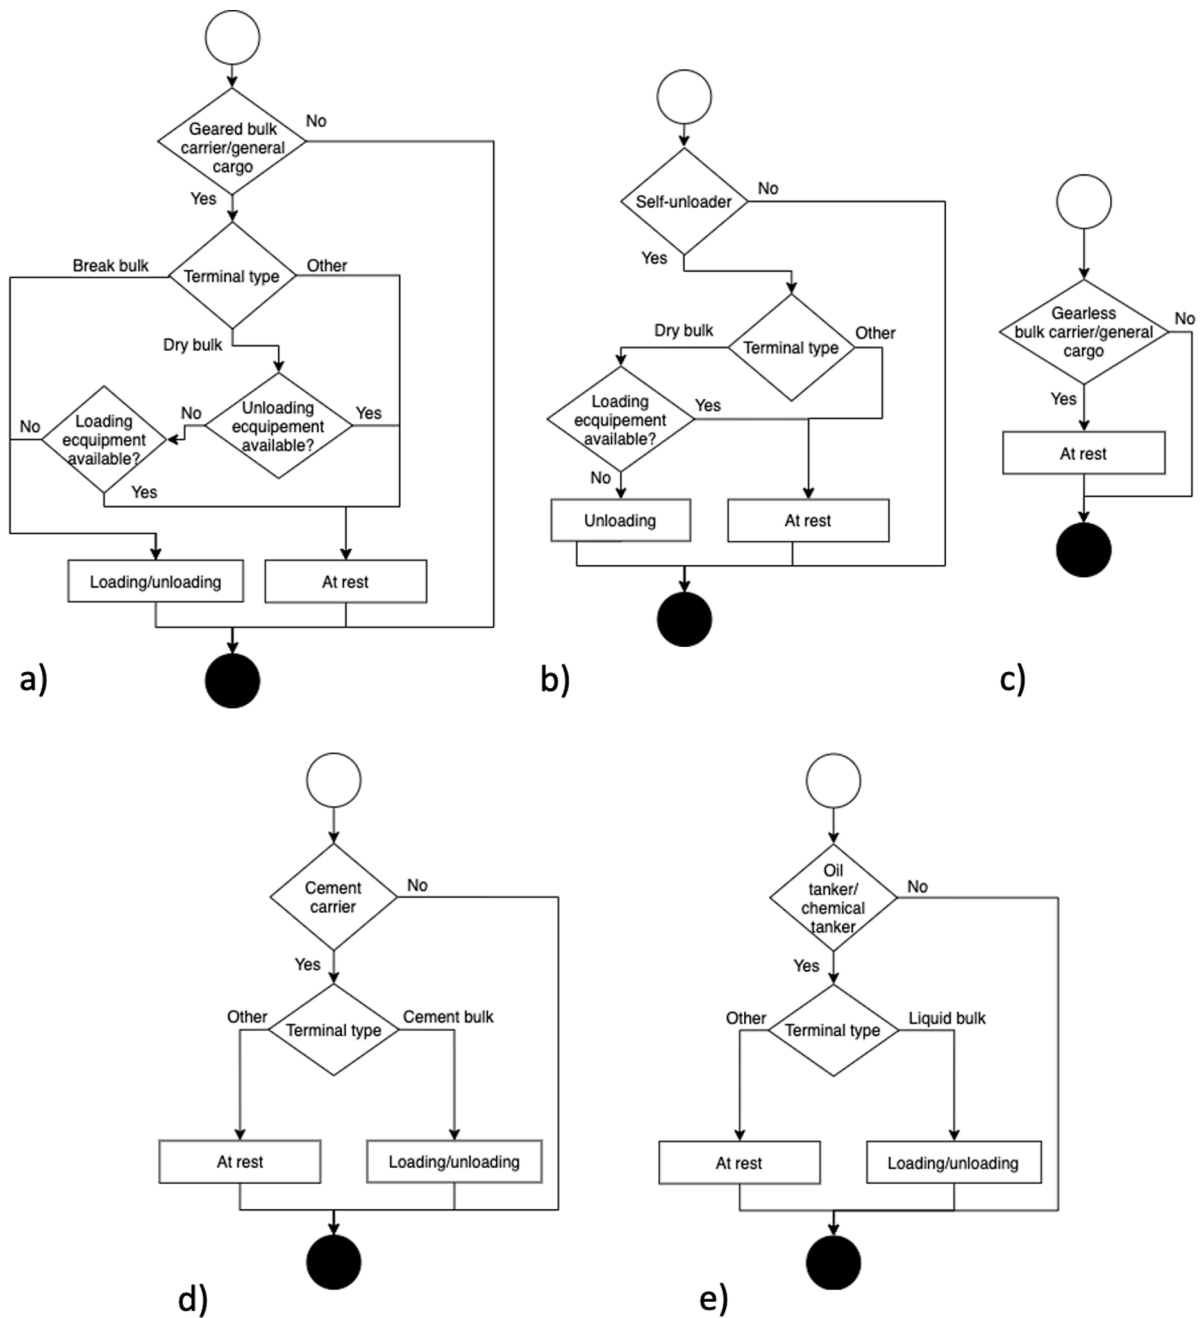 Geared bulk
carrier/general
cargo
No
Yes
Terminal type
Break bulk
Other
Dry bulk
Unloading
ecquipement
available?
No
Yes
Loading
ecquipment
available?
No
Yes
Loading/unloading
At rest
a)
Self-unloader
No
Yes
Terminal type
Dry bulk
Other
Loading
ecquipement
available?
Yes
No
Unloading
At rest
b)
Gearless
bulk carrier/general
cargo
No
Yes
At rest
c)
Cement
carrier
No
Yes
Terminal type
Other
Cement bulk
At rest
Loading/unloading
d)
Oil
tanker/
chemical
tanker
No
Yes
Terminal type
Other
Liquid bulk
At rest
Loading/unloading
e)